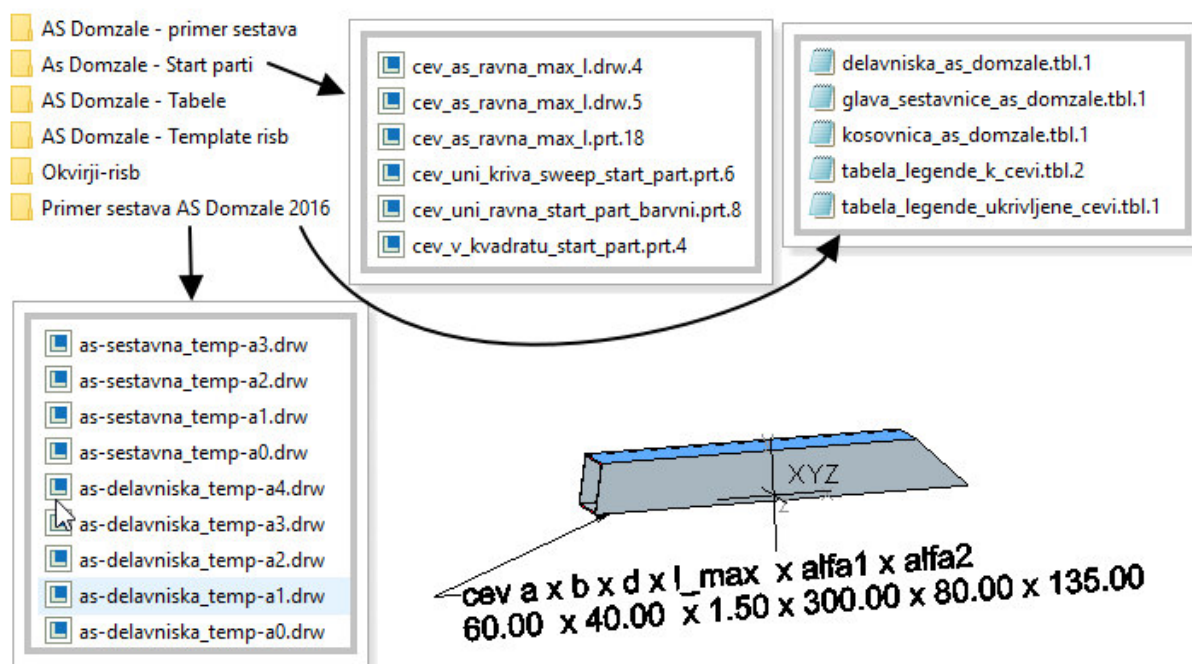 AS Domzale - primer sestava
As Domzale - Start parti
AS Domzale - Tabele
AS Domzale - Template risb
Okvirji-risb
Primer sestava AS Domzale 2016
cev_as_ravna_max_l.drw.4
cev_as_ravna_max_l.drw.5
cev_as_ravna_max_l.prt.18
cev_uni_kriva_sweep_start_part.prt.6
cev_uni_ravna_start_part_barvni.prt.8
cev_v_kvadratu_start_part.prt.4
delavniska_as_domzale.tbl.1
glava_sestavnice_as_domzale.tbl.1
kosovnica_as_domzale.tbl.1
tabela_legende_k_cevi.tbl.2
tabela_legende_ukrivljene_cevi.tbl.1
as-sestavna_temp-a3.drw
as-sestavna_temp-a2.drw
as-sestavna_temp-a1.drw
as-sestavna_temp-a0.drw
as-delavniska_temp-a4.drw
as-delavniska_temp-a3.drw
as-delavniska_temp-a2.drw
as-delavniska_temp-a1.drw
as-delavniska_temp-a0.drw
XYZ
Z
cev a x b x d x l_max x alfa1 x alfa2
60.00 x 40.00 x 1.50 x 300.00 x 80.00 x 135.00